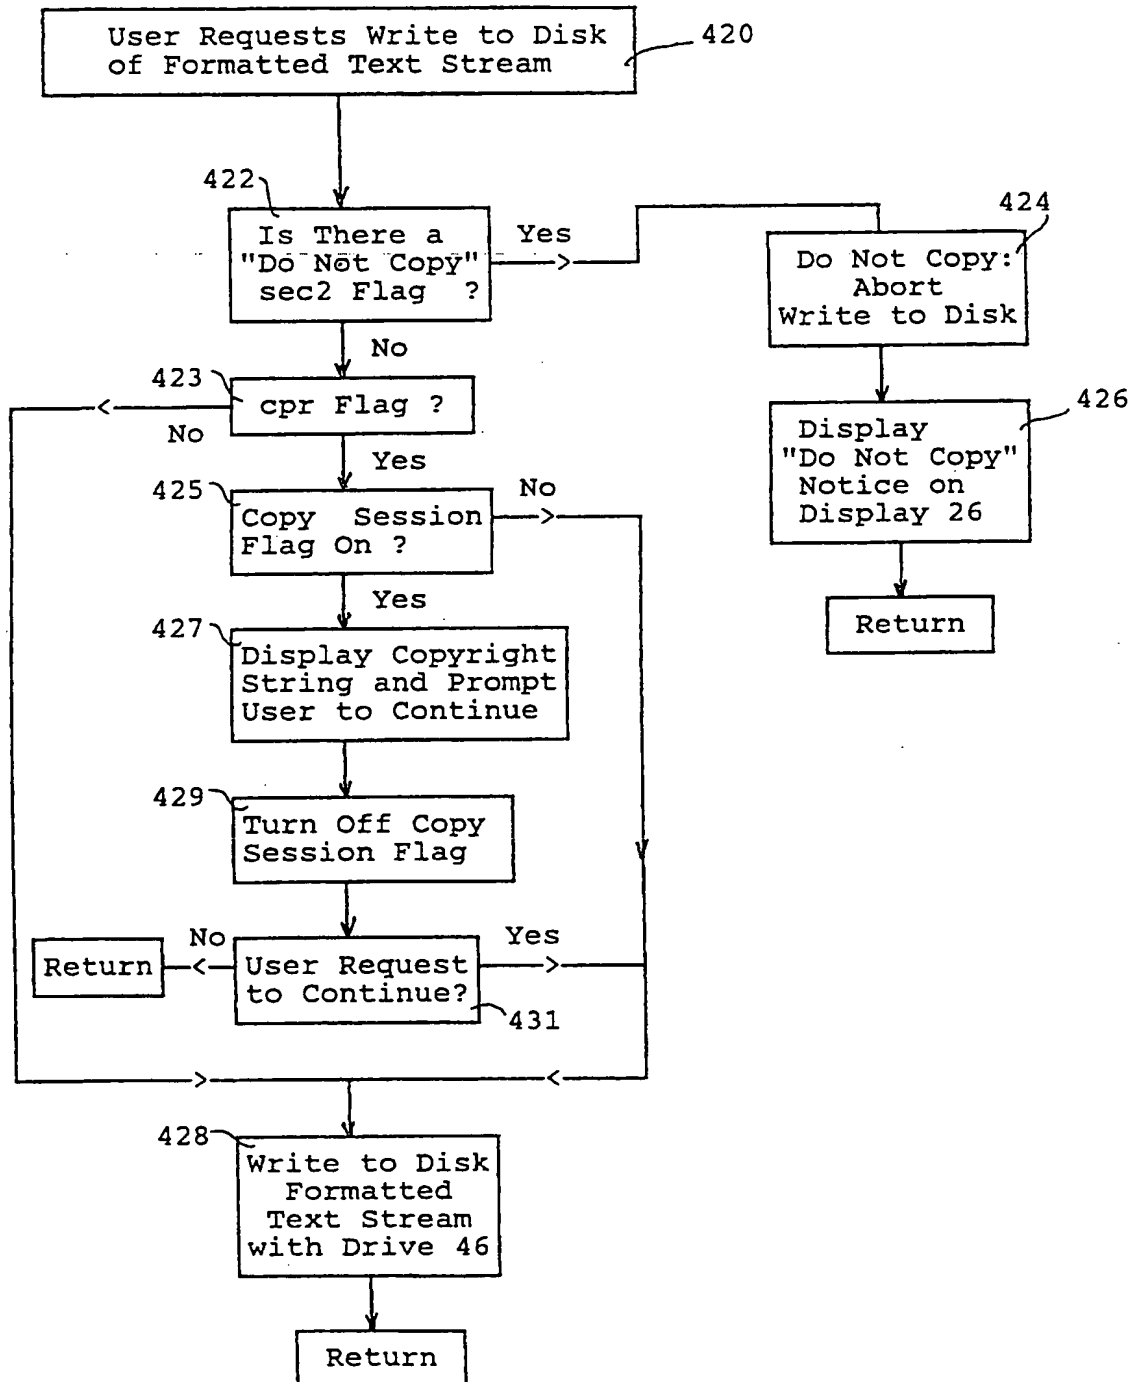 User Requests Write to Disk
of Formatted Text Stream
420
422
Is There a
"Do Not Copy"
sec2 Flag ?
Yes
424
Do Not Copy:
Abort
Write to Disk
No
423
cpr Flag ?
No
Yes
426
Display
"Do Not Copy"
Notice on
Display 26
425
Copy Session
Flag On ?
No
Yes
Return
427
Display Copyright
String and Prompt
User to Continue
429
Turn Off Copy
Session Flag
No
Yes
Return
User Request
to Continue?
431
428
Write to Disk
Formatted
Text Stream
with Drive 46
Return